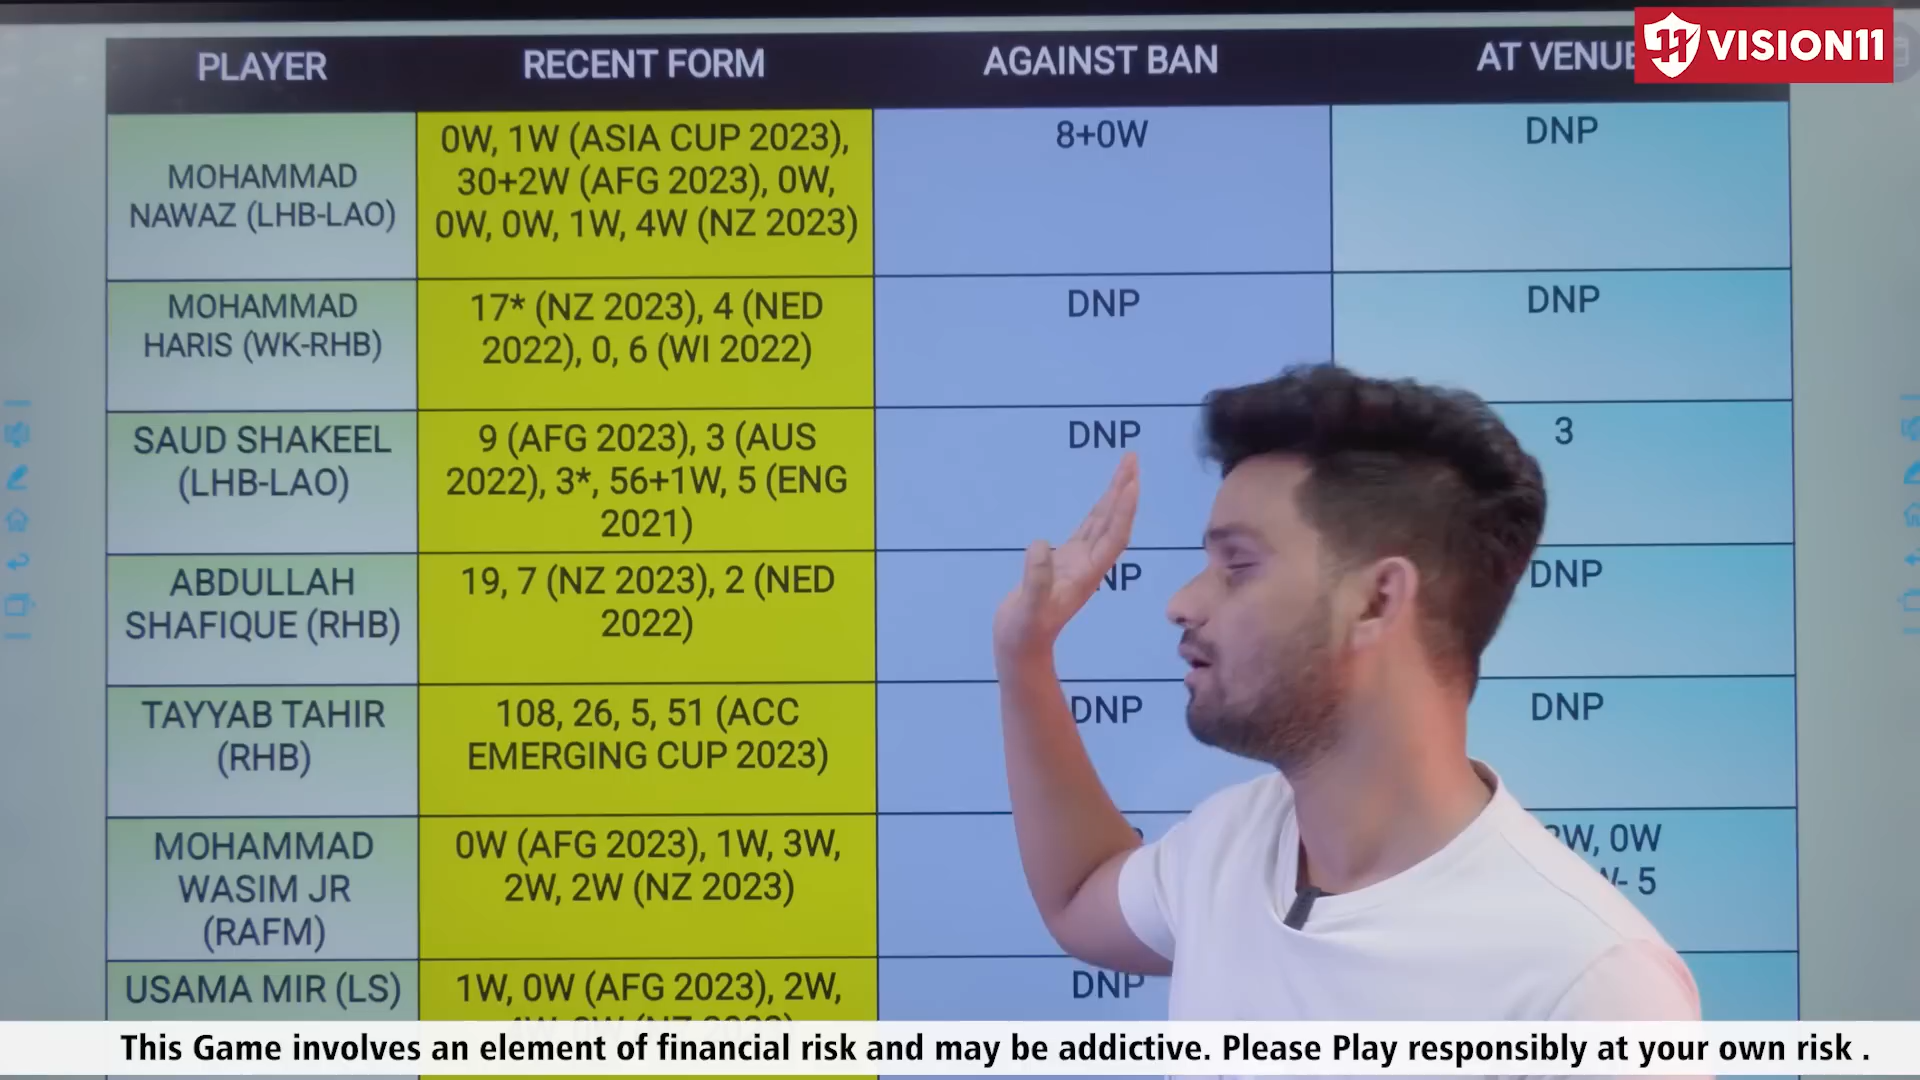 VISION11
PLAYER
RECENT FORM
AGAINST BAN
AT VENUE
MOHAMMAD
NAWAZ (LHB-LAO)
0W, 1W (ASIA CUP 2023),
30+2W (AFG 2023), 0W,
0W, 0W, 1W, 4W (NZ 2023)
8+0W
DNP
MOHAMMAD
HARIS (WK-RHB)
17* (NZ 2023), 4 (NED
2022), 0, 6 (WI 2022)
DNP
DNP
SAUD SHAKEEL
(LHB-LAO)
9 (AFG 2023), 3 (AUS
2022), 3*, 56+1W, 5 (ENG
2021)
DNP
3
ABDULLAH
SHAFIQUE (RHB)
19, 7 (NZ 2023), 2 (NED
2022)
DNP
TAYYAB TAHIR
(RHB)
108, 26, 5, 51 (ACC
EMERGING CUP 2023)
DNP
DNP
MOHAMMAD
WASIM JR
(RAFM)
0W (AFG 2023), 1W, 3W,
2W, 2W (NZ 2023)
0W
5
USAMA MIR (LS)
1W, 0W (AFG 2023), 2W,
DNP
This Game involves an element of financial risk and may be addictive. Please Play responsibly at your own risk .